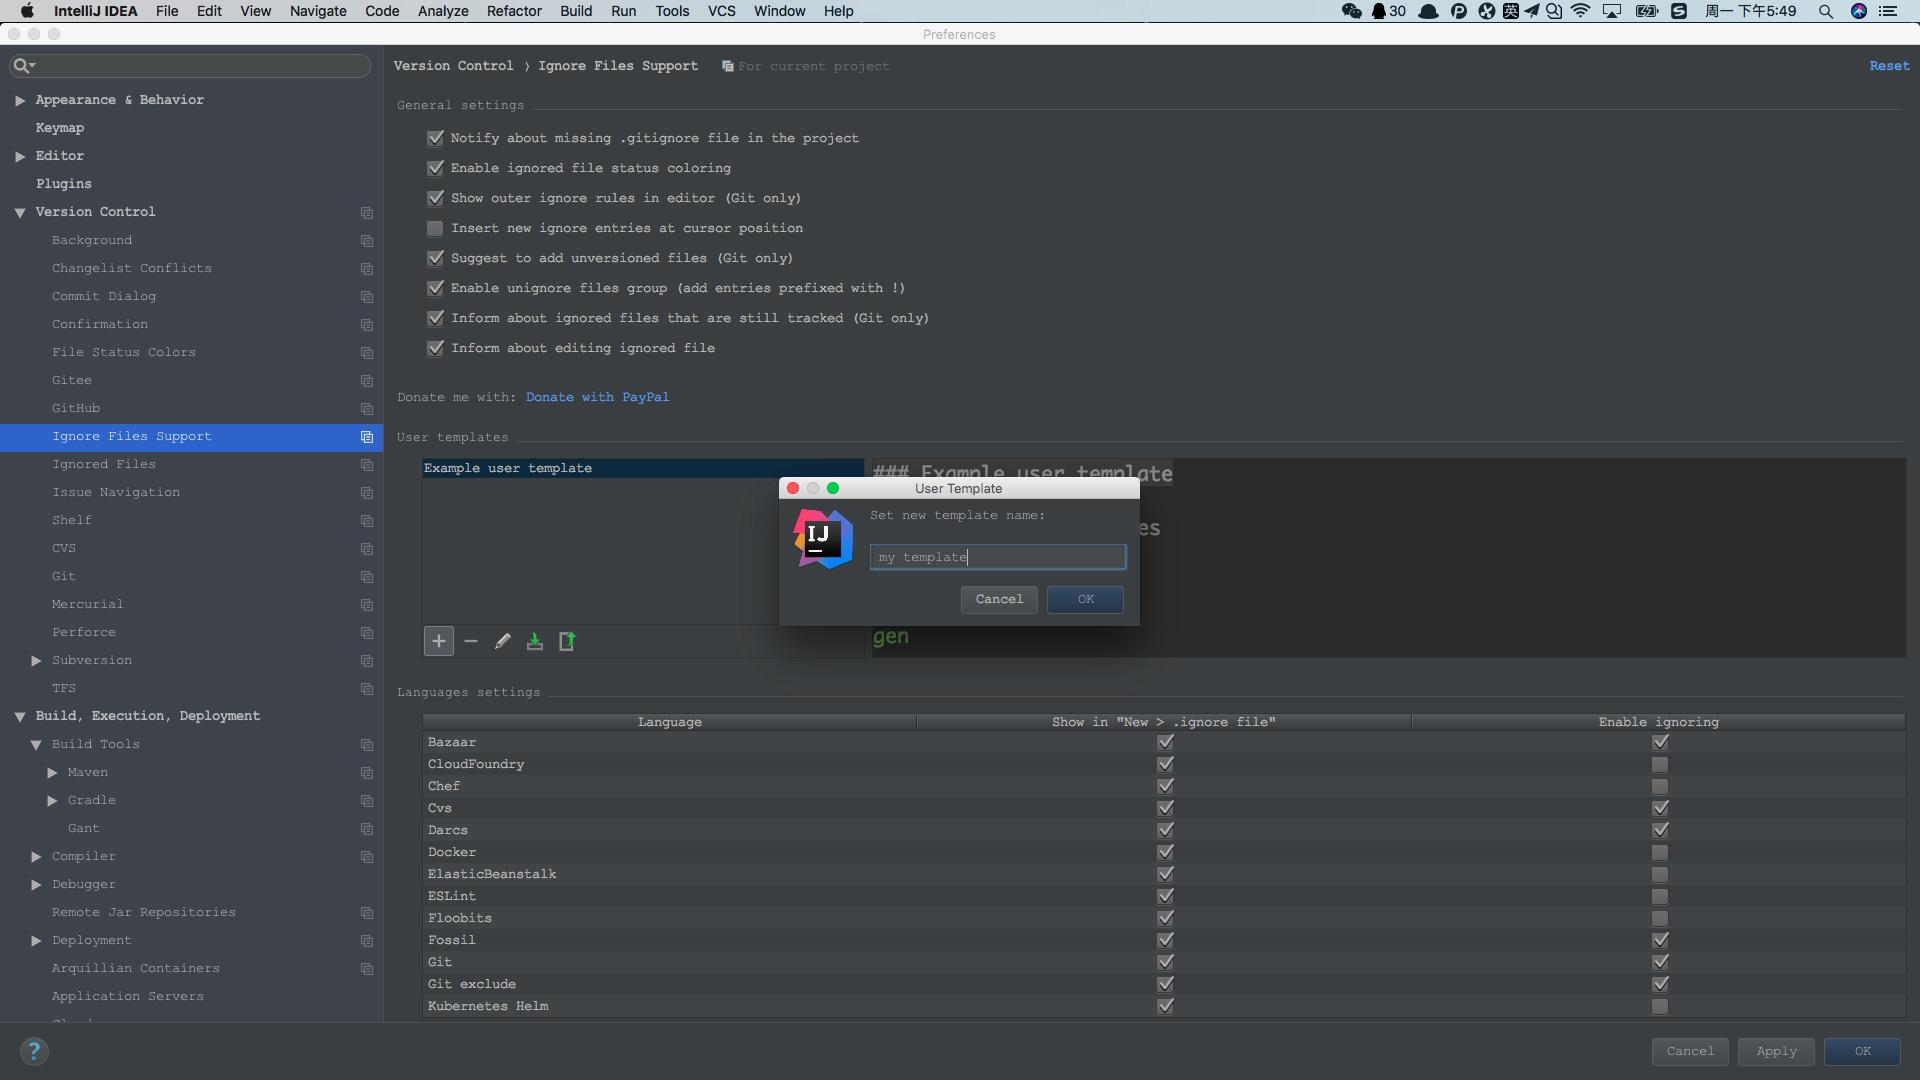 IntelliJ IDEA File Edit View Navigate Code Analyze Refactor Build Run Tools VCS Window Help 30 英 周一 下午5:49
Preferences
Version Control › Ignore Files Support For current project Reset
Appearance & Behavior
Keymap
Editor
Plugins
Version Control
Background
Changelist Conflicts
Commit Dialog
Confirmation
File Status Colors
Gitee
GitHub
Ignore Files Support
Ignored Files
Issue Navigation
Shelf
CVS
Git
Mercurial
Perforce
Subversion
TFS
Build, Execution, Deployment
Build Tools
Maven
Gradle
Gant
Compiler
Debugger
Remote Jar Repositories
Deployment
Arquillian Containers
Application Servers
General settings
Notify about missing .gitignore file in the project
Enable ignored file status coloring
Show outer ignore rules in editor (Git only)
Insert new ignore entries at cursor position
Suggest to add unversioned files (Git only)
Enable unignore files group (add entries prefixed with !)
Inform about ignored files that are still tracked (Git only)
Inform about editing ignored file
Donate me with: Donate with PayPal
User templates
Example user template
### Example user template
es
gen
User Template
Set new template name:
IJ
my template
Cancel OK
Languages settings
Language Show in "New > .ignore file" Enable ignoring
Bazaar
CloudFoundry
Chef
Cvs
Darcs
Docker
ElasticBeanstalk
ESLint
Floobits
Fossil
Git
Git exclude
Kubernetes Helm
?
Cancel Apply OK